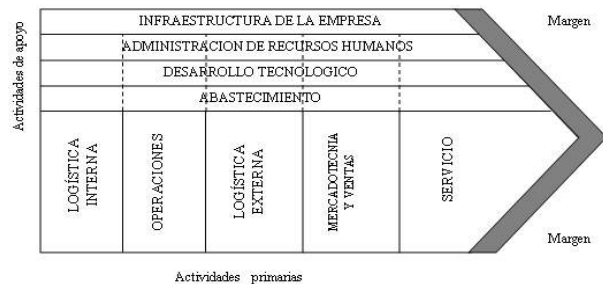 INFRAESTRUCTURA DE LA EMPRESA
Margen
ADMINISTRACION DE RECURSOS HUMANOS
DESARROLLO TECNOLOGICO
ABASTECIMIENTO
Actividades de apoyo
LOGÍSTICA
INTERNA
OPERACIONES
LOGÍSTICA
EXTERNA
MERCADOTECNIA
Y VENTAS
SERVICIO
Margen
Actividades primarias